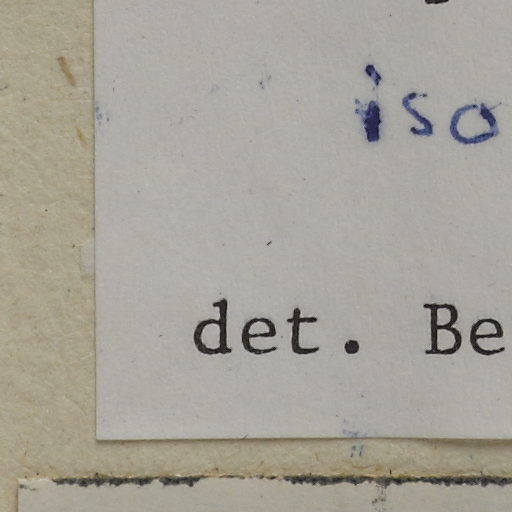 iso
det. Be